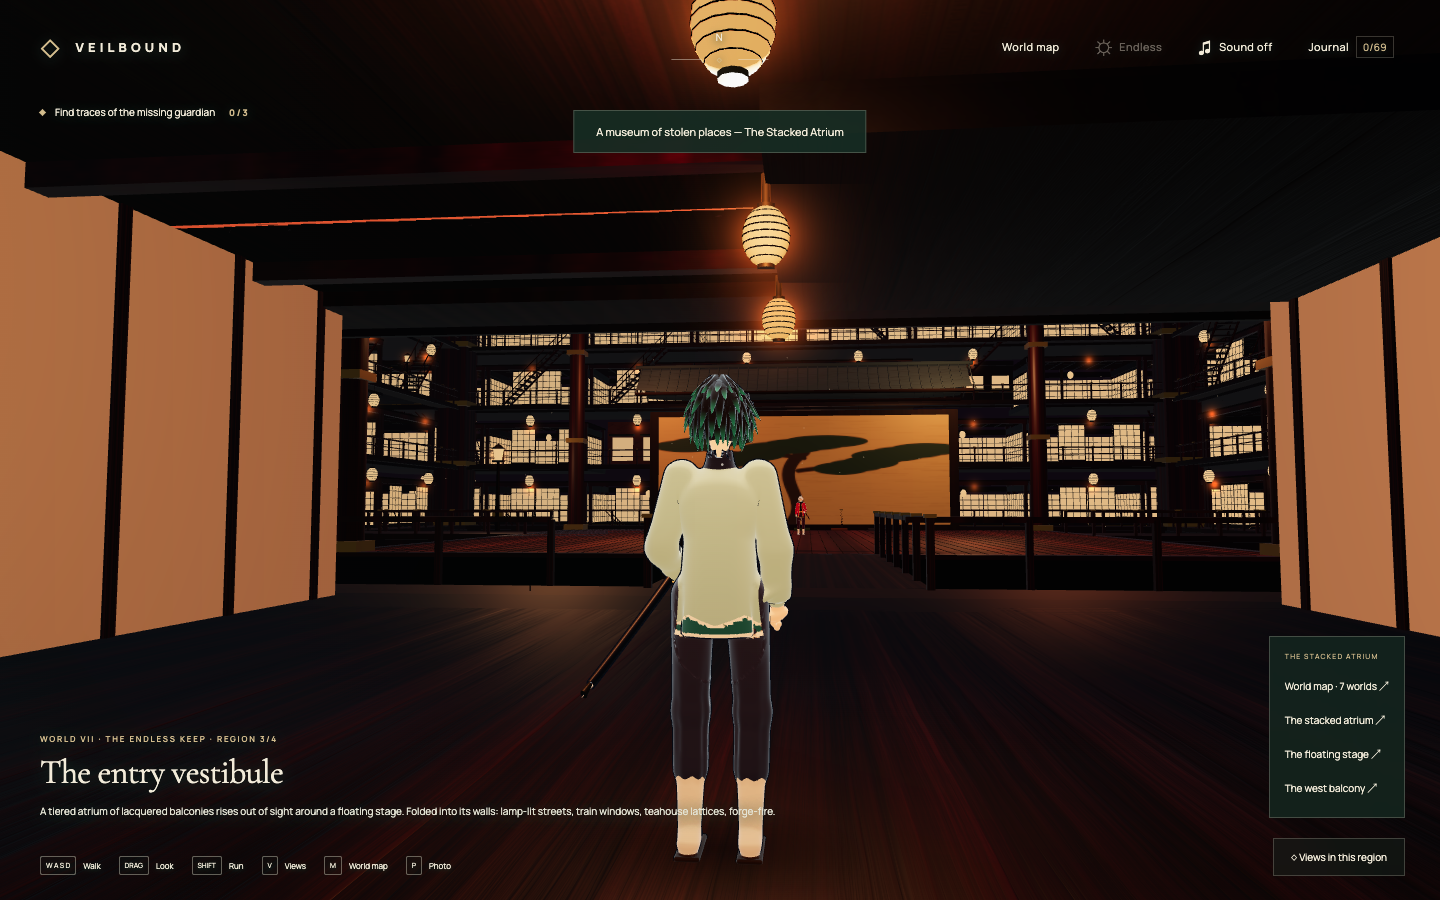 VEILBOUND
N
World map
Endless
Sound off
Journal 0/69
Find traces of the missing guardian 0 / 3
A museum of stolen places — The Stacked Atrium
THE STACKED ATRIUM
World map · 7 worlds ↗
The stacked atrium ↗
The floating stage ↗
The west balcony ↗
WORLD VII · THE ENDLESS KEEP · REGION 3/4
The entry vestibule
A tiered atrium of lacquered balconies rises out of sight around a floating stage. Folded into its walls: lamp-lit streets, train windows, teahouse lattices, forge-fire.
WASD Walk DRAG Look SHIFT Run V Views M World map P Photo
◇ Views in this region